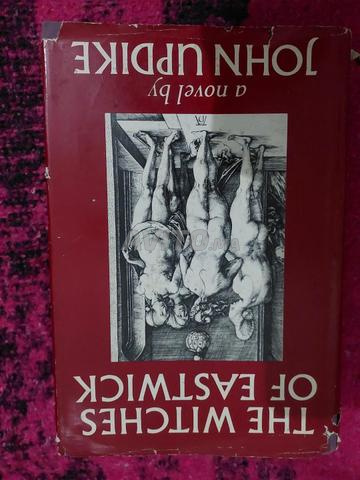 THE WITCHES
OF EASTWICK
a novel by
JOHN UPDIKE